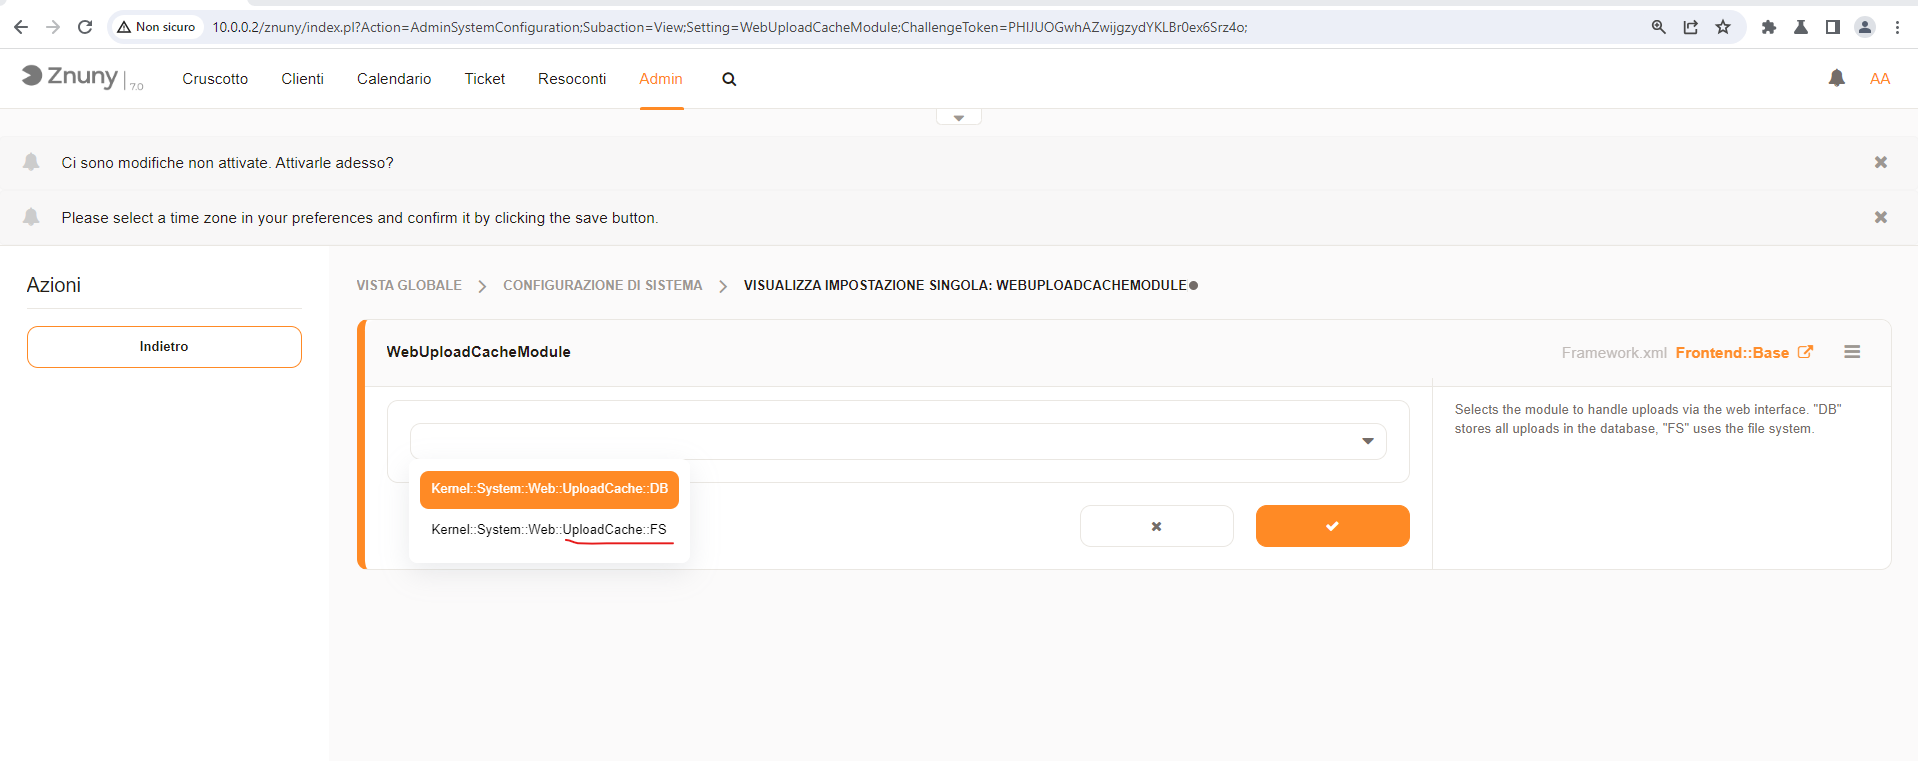 Non sicuro
10.0.0.2/znuny/index.pl?Action=AdminSystemConfiguration;Subaction=View;Setting=WebUploadCacheModule;ChallengeToken=PHIJUOGwhAZwijgzydYKLBr0ex6Srz4o;
Znuny 7.0
Cruscotto Clienti Calendario Ticket Resoconti Admin
AA
Ci sono modifiche non attivate. Attivarle adesso?
Please select a time zone in your preferences and confirm it by clicking the save button.
Azioni
Indietro
VISTA GLOBALE > CONFIGURAZIONE DI SISTEMA > VISUALIZZA IMPOSTAZIONE SINGOLA: WEBUPLOADCACHEMODULE
WebUploadCacheModule
Framework.xml Frontend::Base
Kernel::System::Web::UploadCache::DB
Kernel::System::Web::UploadCache::FS
Selects the module to handle uploads via the web interface. "DB"
stores all uploads in the database, "FS" uses the file system.